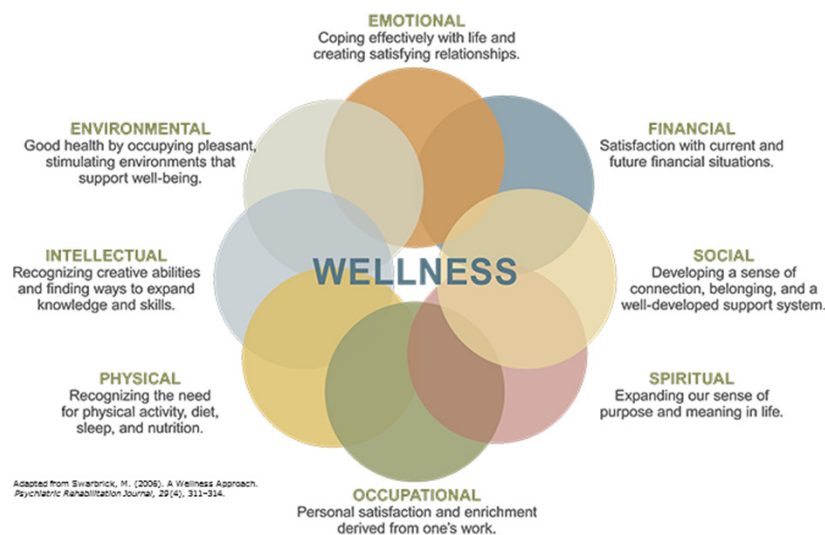 EMOTIONAL
Coping effectively with life and
creating satisfying relationships.
ENVIRONMENTAL
Good health by occupying pleasant,
stimulating environments that
support well-being.
FINANCIAL
Satisfaction with current and
future financial situations.
INTELLECTUAL
Recognizing creative abilities
and finding ways to expand
knowledge and skills.
WELLNESS
SOCIAL
Developing a sense of
connection, belonging, and a
well-developed support system.
PHYSICAL
Recognizing the need
for physical activity, diet,
sleep, and nutrition.
SPIRITUAL
Expanding our sense of
purpose and meaning in life.
Adapted from Swarbrick, M. (2006). A Wellness Approach.
Psychiatric Rehabilitation Journal, 29(4), 311–314.
OCCUPATIONAL
Personal satisfaction and enrichment
derived from one's work.